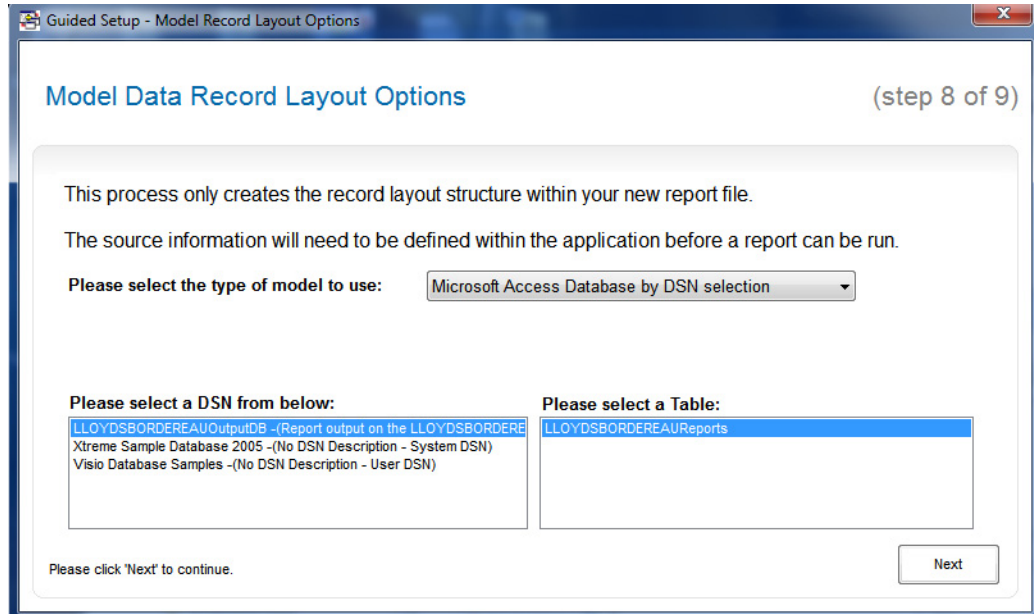 Guided Setup - Model Record Layout Options
Model Data Record Layout Options
(step 8 of 9)
This process only creates the record layout structure within your new report file.
The source information will need to be defined within the application before a report can be run.
Please select the type of model to use:
Microsoft Access Database by DSN selection
Please select a DSN from below:
LLOYDSBORDEREAUOutputDB -(Report output on the LLOYDSBORDERE
Xtreme Sample Database 2005 -(No DSN Description - System DSN)
Visio Database Samples -(No DSN Description - User DSN)
Please select a Table:
LLOYDSBORDEREAUReports
Please click 'Next' to continue.
Next